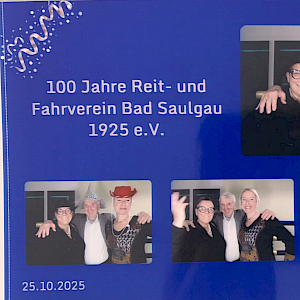 100 Jahre Reit- und
Fahrverein Bad Saulgau
1925 e.V.
25.10.2025